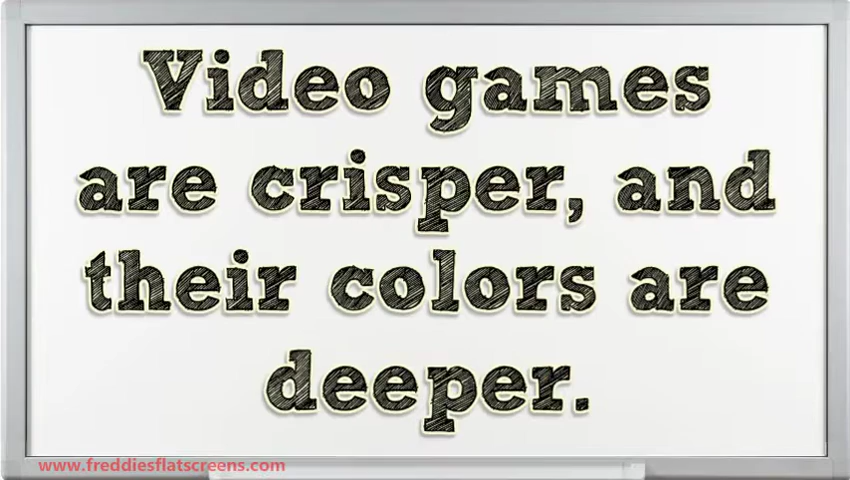 Video games
are crisper, and
their colors are
deeper.
www.freddiesflatscreens.com